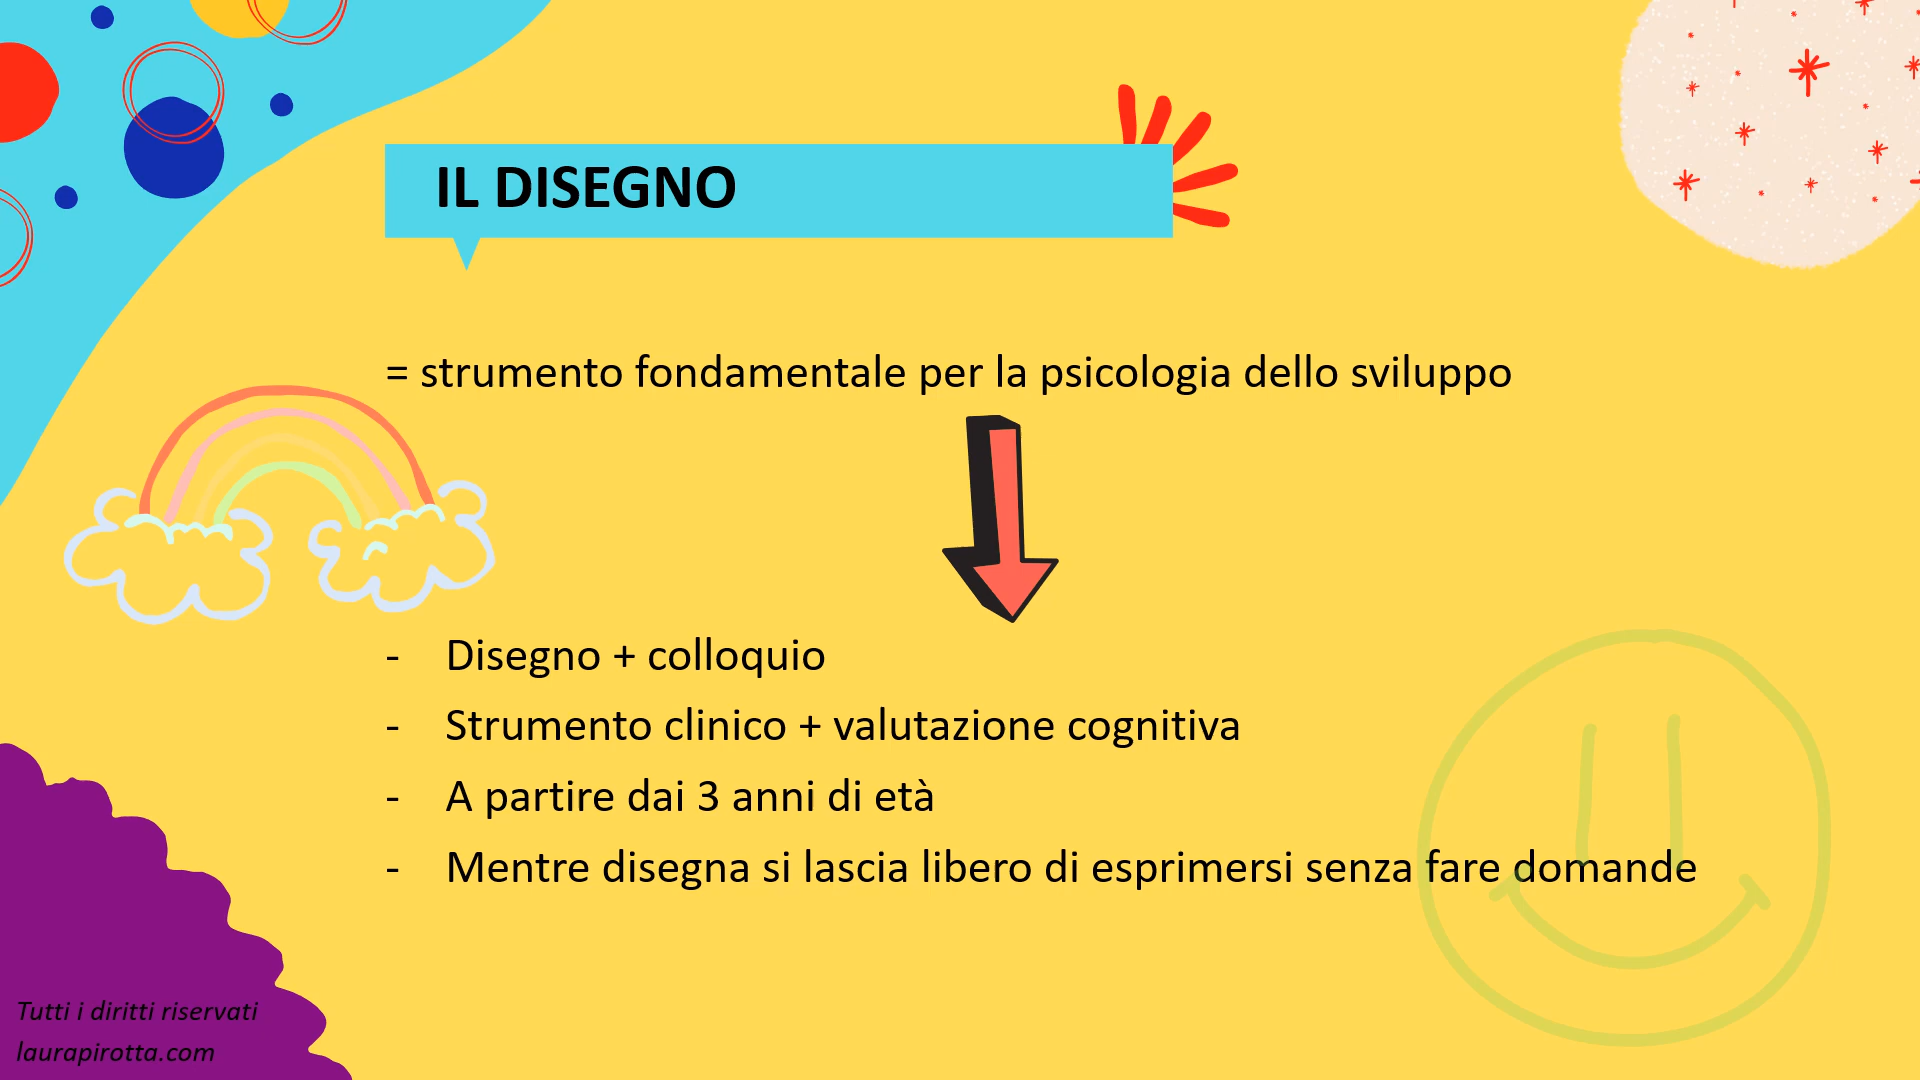 IL DISEGNO
= strumento fondamentale per la psicologia dello sviluppo
- Disegno + colloquio
- Strumento clinico + valutazione cognitiva
- A partire dai 3 anni di età
- Mentre disegna si lascia libero di esprimersi senza fare domande
Tutti i diritti riservati
laurapirotta.com